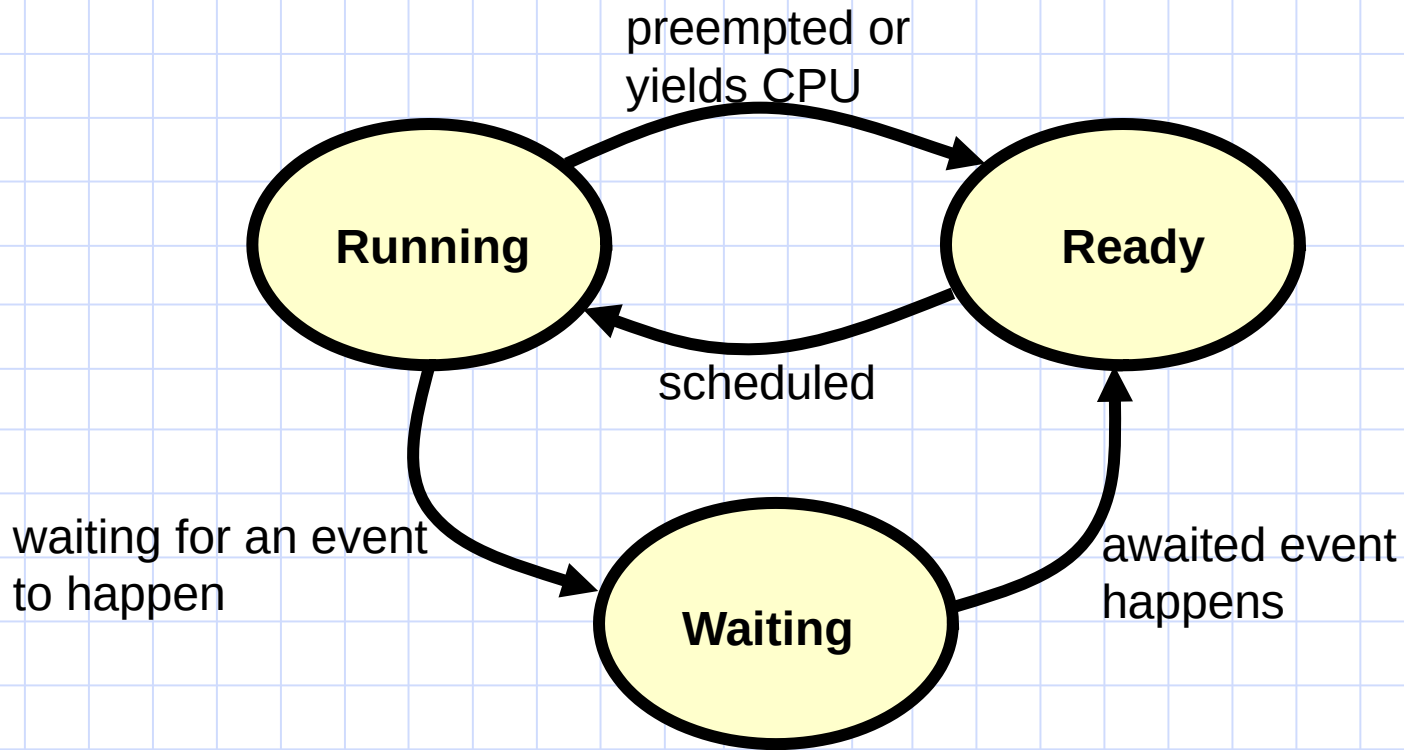 preempted or
yields CPU
Running
Ready
scheduled
waiting for an event
to happen
awaited event
happens
Waiting